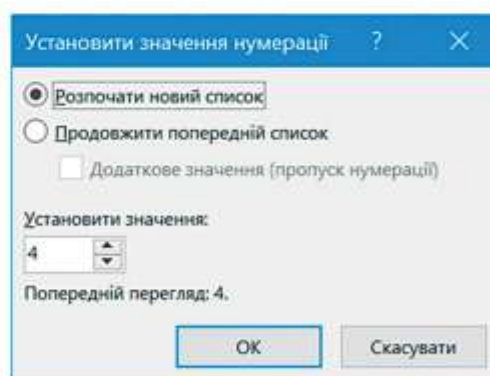 Установити значення нумерації ?
Розпочати новий список
Продовжити попередній список
Додаткове значення (пропуск нумерації)
Установити значення:
4
Попередній перегляд: 4.
ОК Скасувати